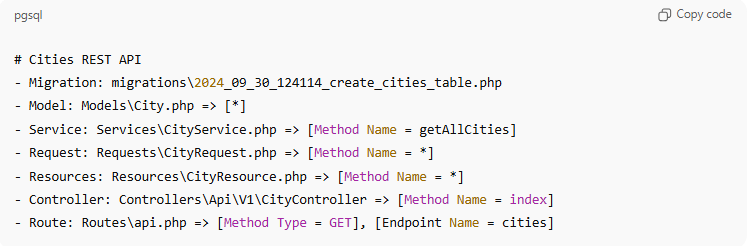 pgsql
Copy code
# Cities REST API
- Migration: migrations\2024_09_30_124114_create_cities_table.php
- Model: Models\City.php => [*]
- Service: Services\CityService.php => [Method Name = getAllCities]
- Request: Requests\CityRequest.php => [Method Name = *]
- Resources: Resources\CityResource.php => [Method Name = *]
- Controller: Controllers\Api\V1\CityController => [Method Name = index]
- Route: Routes\api.php => [Method Type = GET], [Endpoint Name = cities]